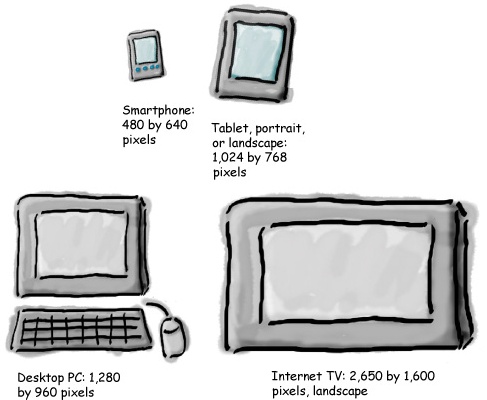 Smartphone:
480 by 640
pixels
Tablet, portrait,
or landscape:
1,024 by 768
pixels
Desktop PC: 1,280
by 960 pixels
Internet TV: 2,650 by 1,600
pixels, landscape